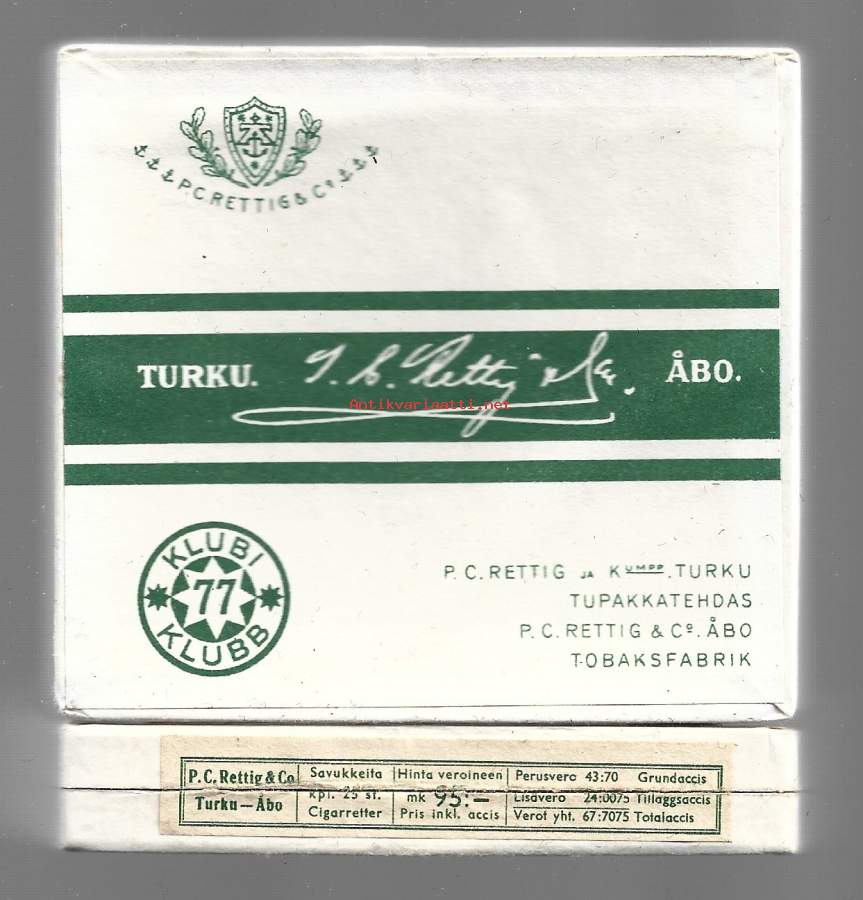 P.C. RETTIG & Cº
TURKU. P. C. Rettig & Co. ÅBO.
Antikvariaatti.net
KLUBI
77
KLUBB
P. C. RETTIG JA KUMPP. TURKU
TUPAKKATEHDAS
P. C. RETTIG & Cº. ÅBO
TOBAKSFABRIK
P. C. Rettig & Co
Turku — Åbo
Savukkeita
kpl. 25 st.
Cigarretter
Hinta veroineen
mk 95:—
Pris inkl. accis
Perusvero 43:70 Grundaccis
Lisävero 24:0075 Tilläggsaccis
Verot yht. 67:7075 Totalaccis